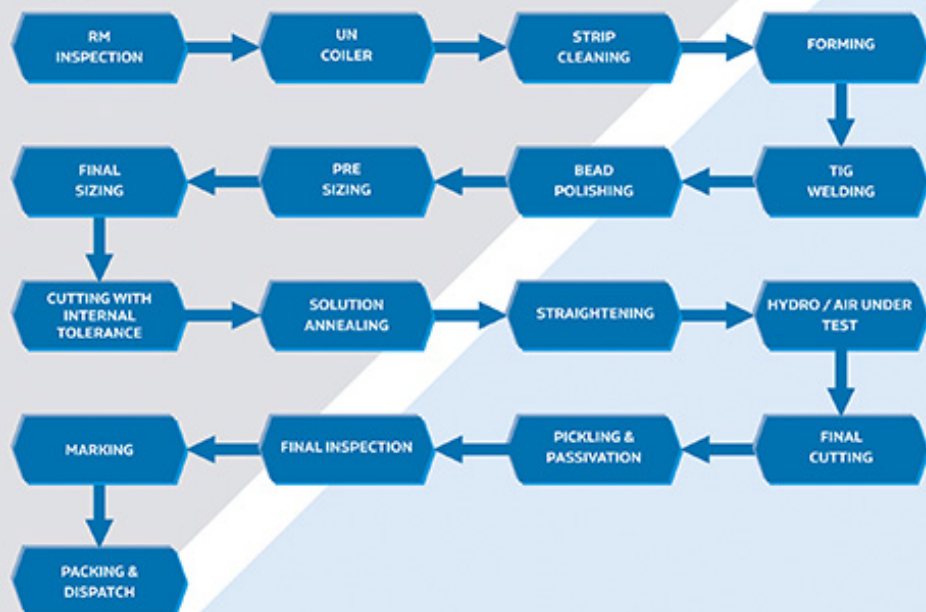 RM
INSPECTION
UN
COILER
STRIP
CLEANING
FORMING
TIG
WELDING
BEAD
POLISHING
PRE
SIZING
FINAL
SIZING
CUTTING WITH
INTERNAL
TOLERANCE
SOLUTION
ANNEALING
STRAIGHTENING
HYDRO / AIR UNDER
TEST
FINAL
CUTTING
PICKLING &
PASSIVATION
FINAL INSPECTION
MARKING
PACKING &
DISPATCH